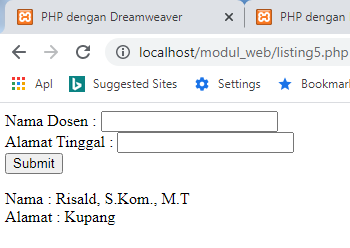 PHP dengan Dreamweaver
PHP dengan
localhost/modul_web/listing5.php
Apl Suggested Sites Settings Bookmar
Nama Dosen :
Alamat Tinggal :
Submit
Nama : Risald, S.Kom., M.T
Alamat : Kupang